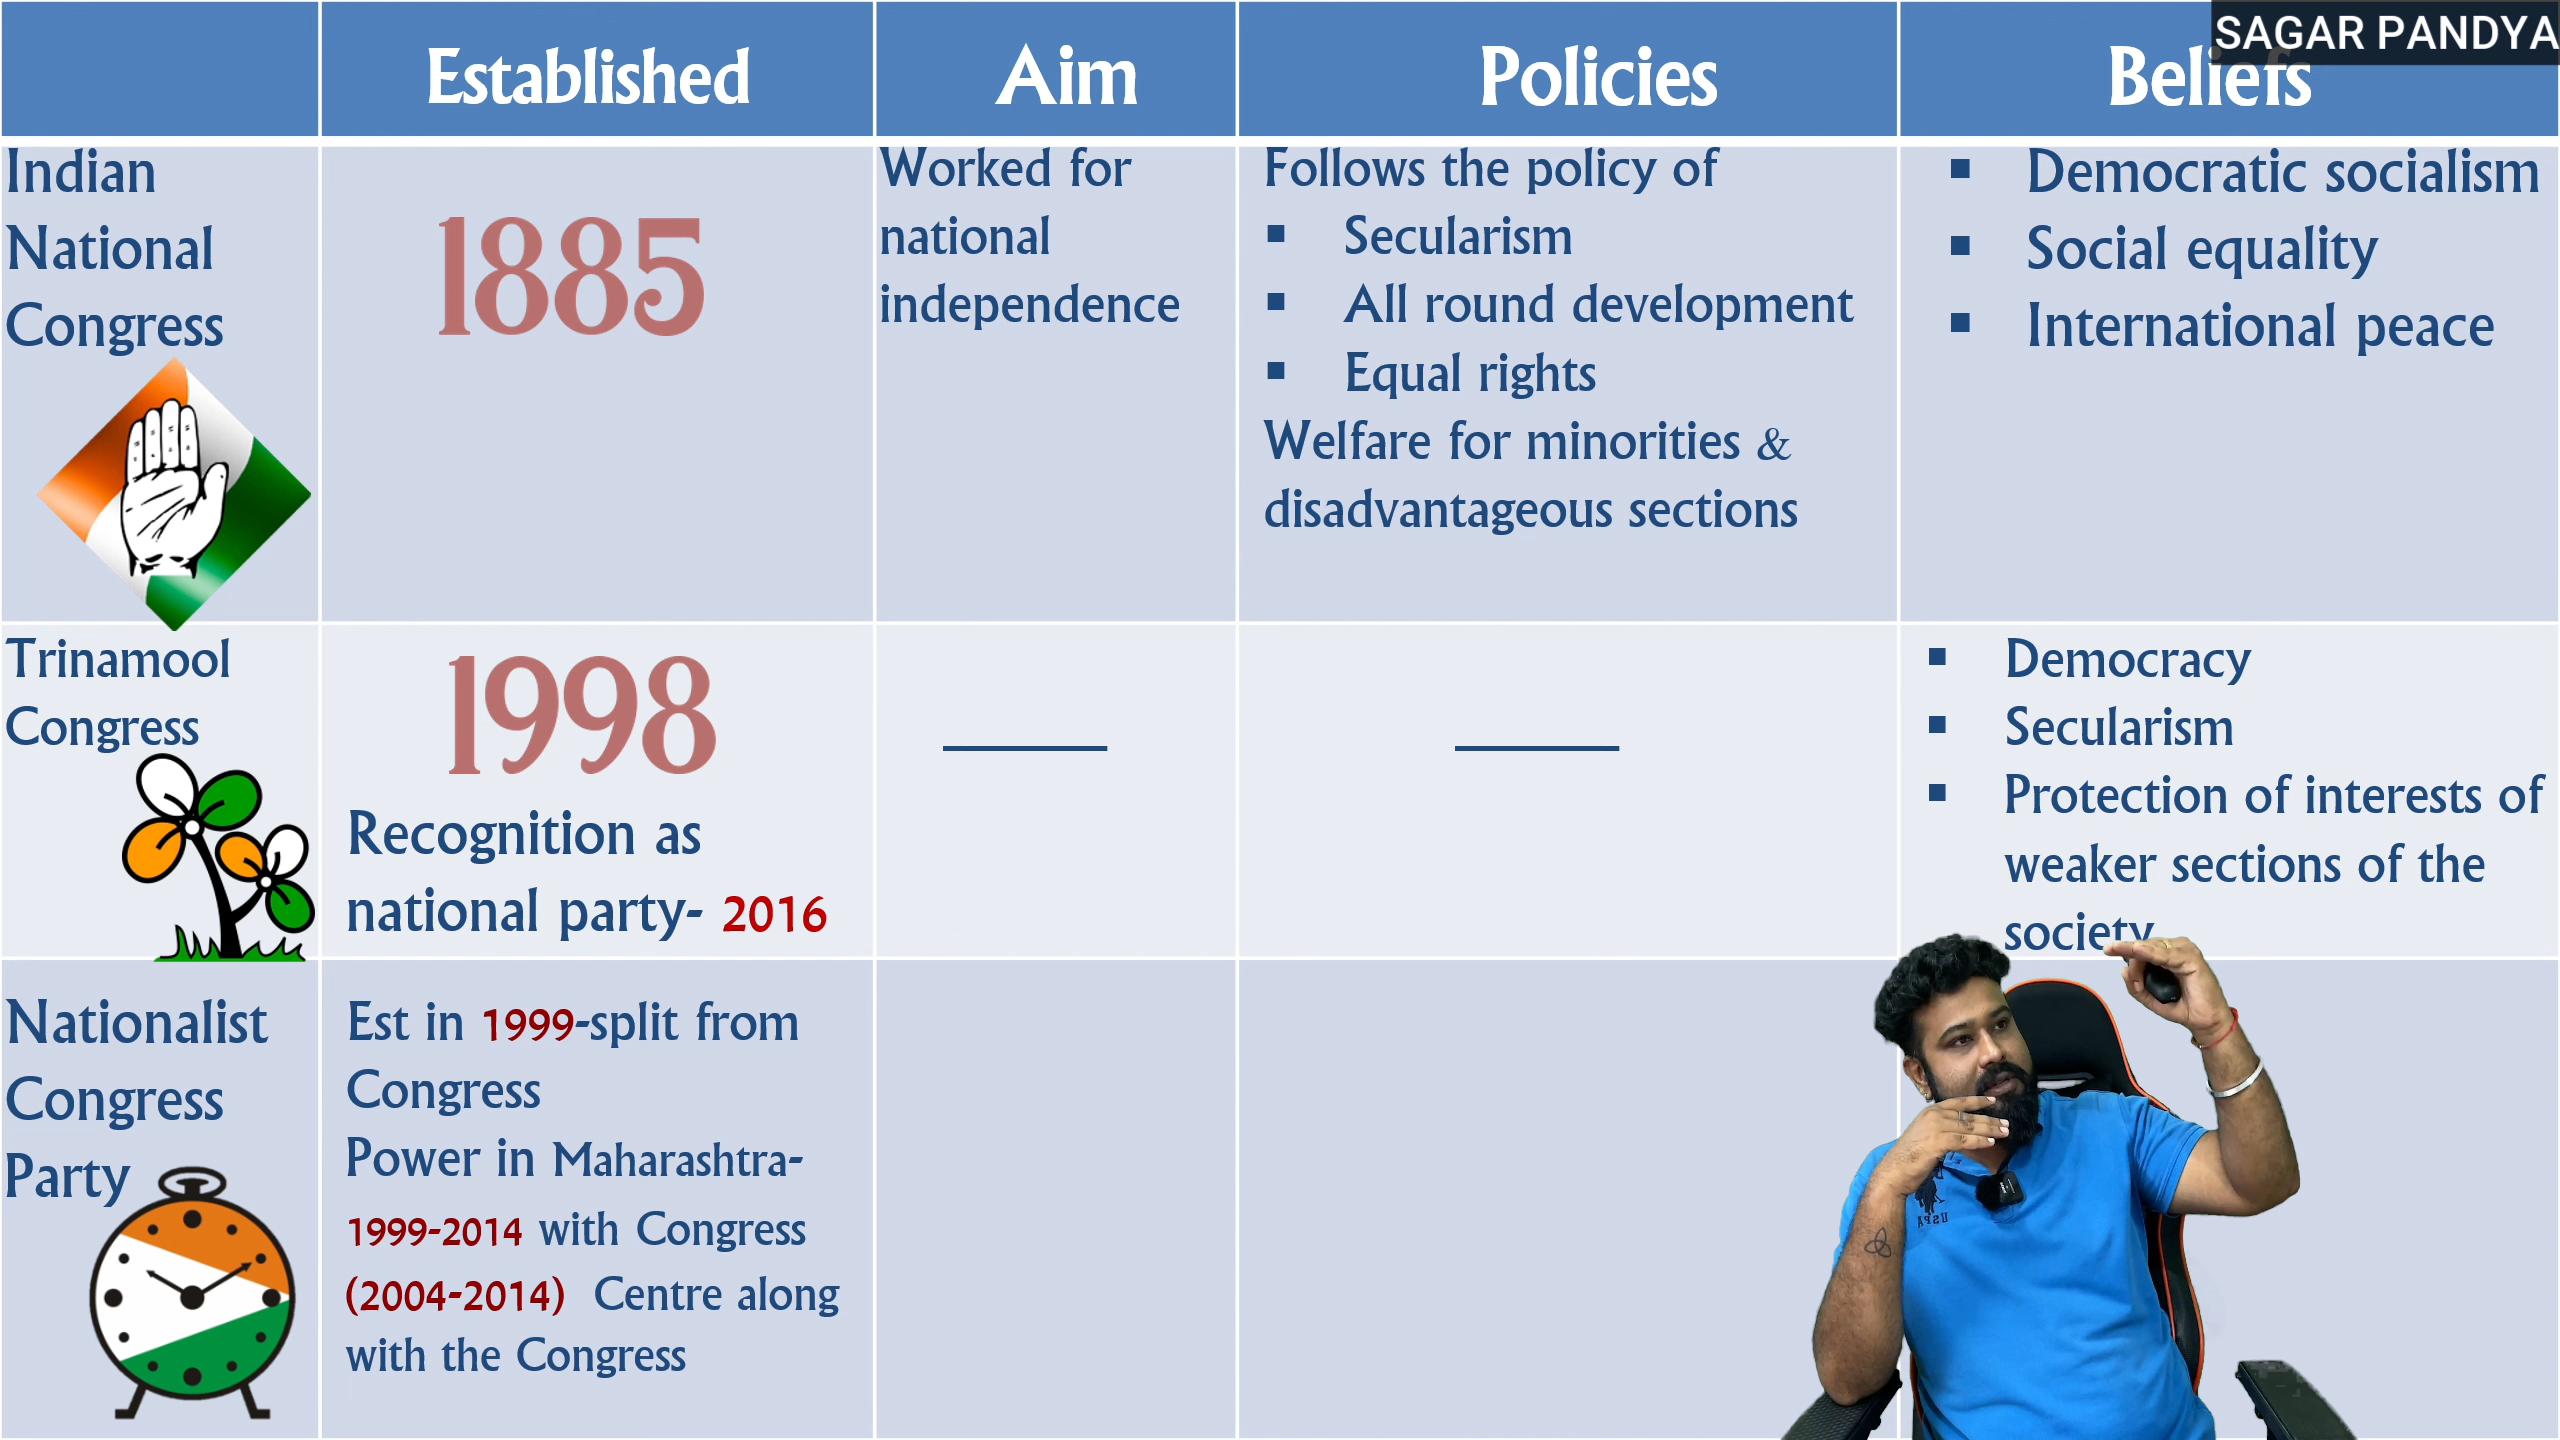 SAGAR PANDYA
Established
Aim
Policies
Beliefs
Indian
National
Congress
1885
Worked for
national
independence
Follows the policy of
▪ Secularism
▪ All round development
▪ Equal rights
Welfare for minorities &
disadvantageous sections
▪ Democratic socialism
▪ Social equality
▪ International peace
Trinamool
Congress
1998
Recognition as
national party- 2016
▪ Democracy
▪ Secularism
▪ Protection of interests of
weaker sections of the
society
Nationalist
Congress
Party
Est in 1999-split from
Congress
Power in Maharashtra-
1999-2014 with Congress
(2004-2014) Centre along
with the Congress
USPA